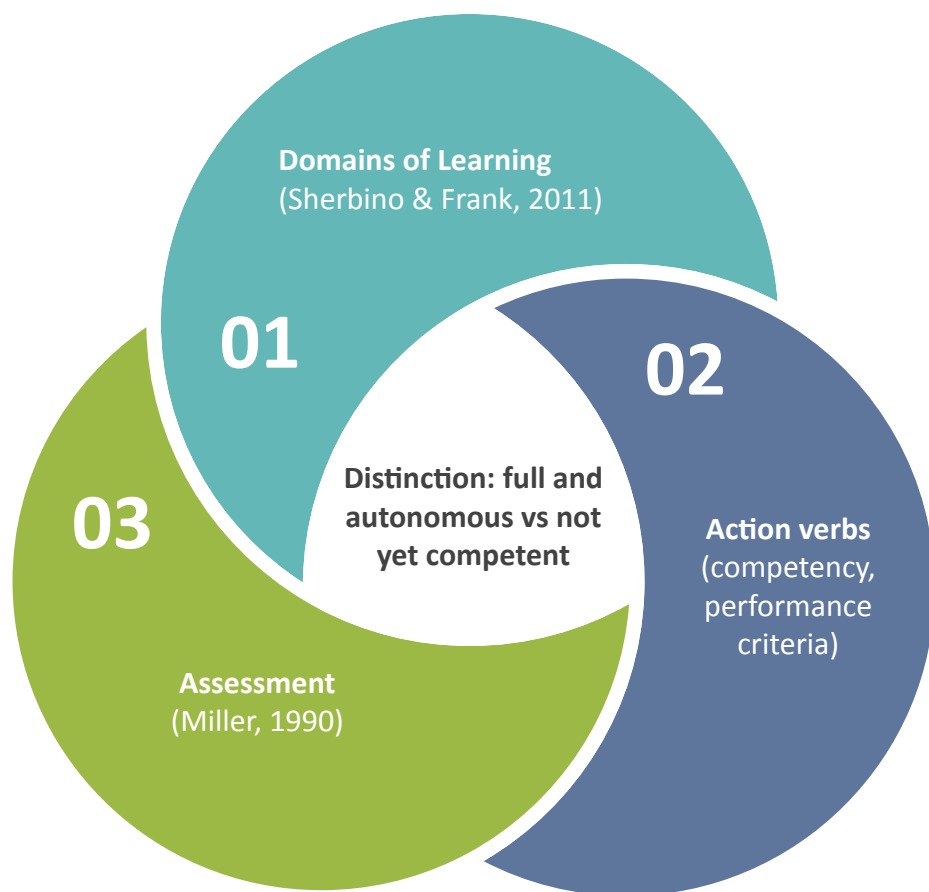 Domains of Learning
(Sherbino & Frank, 2011)
01
02
Distinction: full and
autonomous vs not
yet competent
03
Action verbs
(competency,
performance
criteria)
Assessment
(Miller, 1990)